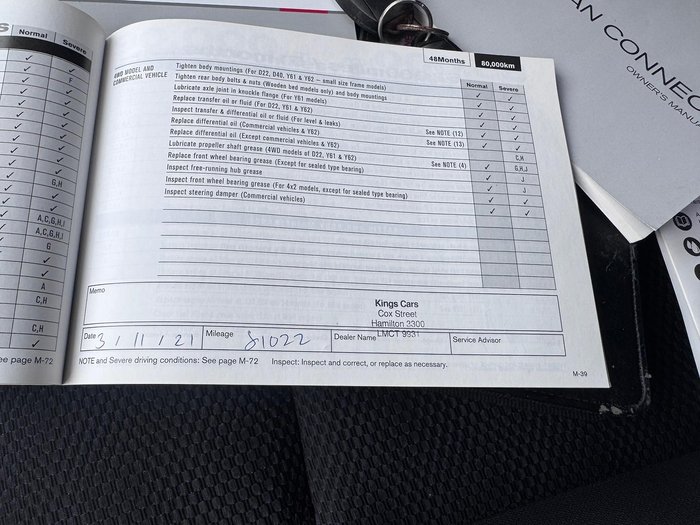 S
Normal Severe
F
G,H
A,C,G,H,I
A,C,G,H,I
G
A
C,H
C,H
ee page M-72
48Months 80,000km
4WD MODEL AND
COMMERCIAL VEHICLE
Normal Severe
Tighten body mountings (For D22, D40, Y61 & Y62 – small size frame models)
Tighten rear body bolts & nuts (Wooden bed models only) and body mountings
Lubricate axle joint in knuckle flange (For Y61 models)
Replace transfer oil or fluid (For D22, Y61 & Y62)
Inspect transfer & differential oil or fluid (For level & leaks)
Replace differential oil (Commercial vehicles & Y62) See NOTE (12)
Replace differential oil (Except commercial vehicles & Y62) See NOTE (13)
Lubricate propeller shaft grease (4WD models of D22, Y61 & Y62) C,H
Replace front wheel bearing grease (Except for sealed type bearing) See NOTE (4) G,H,J
Inspect free-running hub grease J
Inspect front wheel bearing grease (For 4x2 models, except for sealed type bearing) J
Inspect steering damper (Commercial vehicles)
Memo
Kings Cars
Cox Street
Hamilton 3300
LMCT 9931
Date 3 / 11 / 21 Mileage 81022 Dealer Name Service Advisor
NOTE and Severe driving conditions: See page M-72 Inspect: Inspect and correct, or replace as necessary.
M-39
AN CONNEC
OWNER'S MANUA